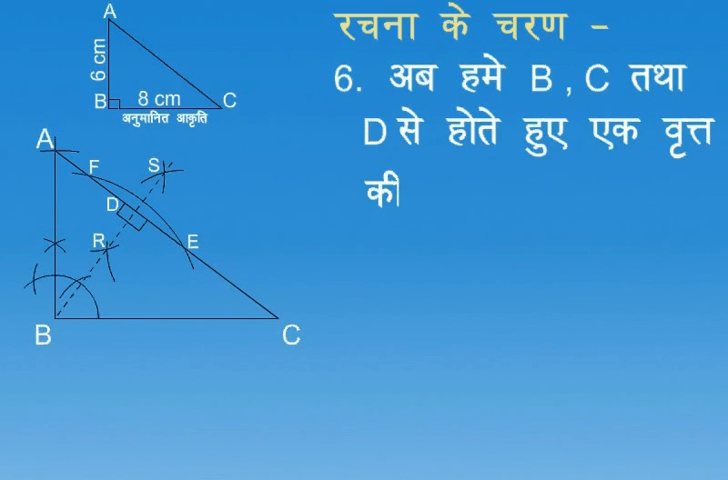 A
6 cm
B 8 cm C
अनुमानित आकृति
रचना के चरण -
6. अब हमे B , C तथा
D से होते हुए एक वृत्त
की
A
F
S
D
R
E
B
C